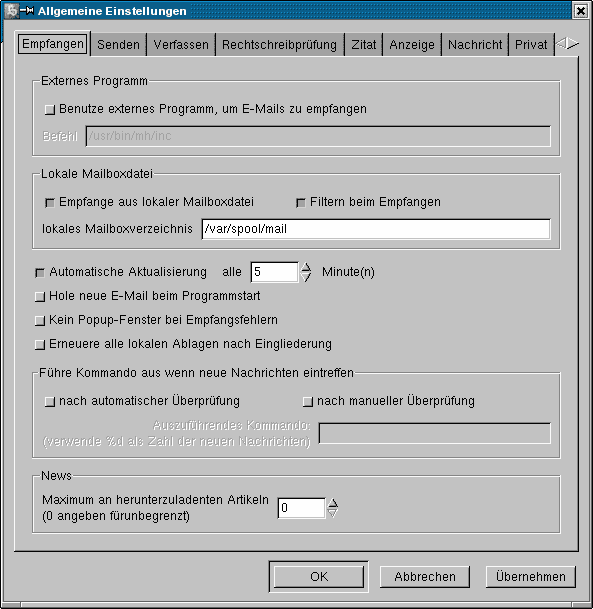 Allgemeine Einstellungen
Empfangen Senden Verfassen Rechtschreibprüfung Zitat Anzeige Nachricht Privat
Externes Programm
Benutze externes Programm, um E-Mails zu empfangen
Befehl /usr/bin/mh/inc
Lokale Mailboxdatei
Empfange aus lokaler Mailboxdatei Filtern beim Empfangen
lokales Mailboxverzeichnis /var/spool/mail
Automatische Aktualisierung alle 5 Minute(n)
Hole neue E-Mail beim Programmstart
Kein Popup-Fenster bei Empfangsfehlern
Erneuere alle lokalen Ablagen nach Eingliederung
Führe Kommando aus wenn neue Nachrichten eintreffen
nach automatischer Überprüfung nach manueller Überprüfung
Auszuführendes Kommando:
(verwende %d als Zahl der neuen Nachrichten)
News
Maximum an herunterzuladenten Artikeln
(0 angeben fürunbegrenzt) 0
OK Abbrechen Übernehmen